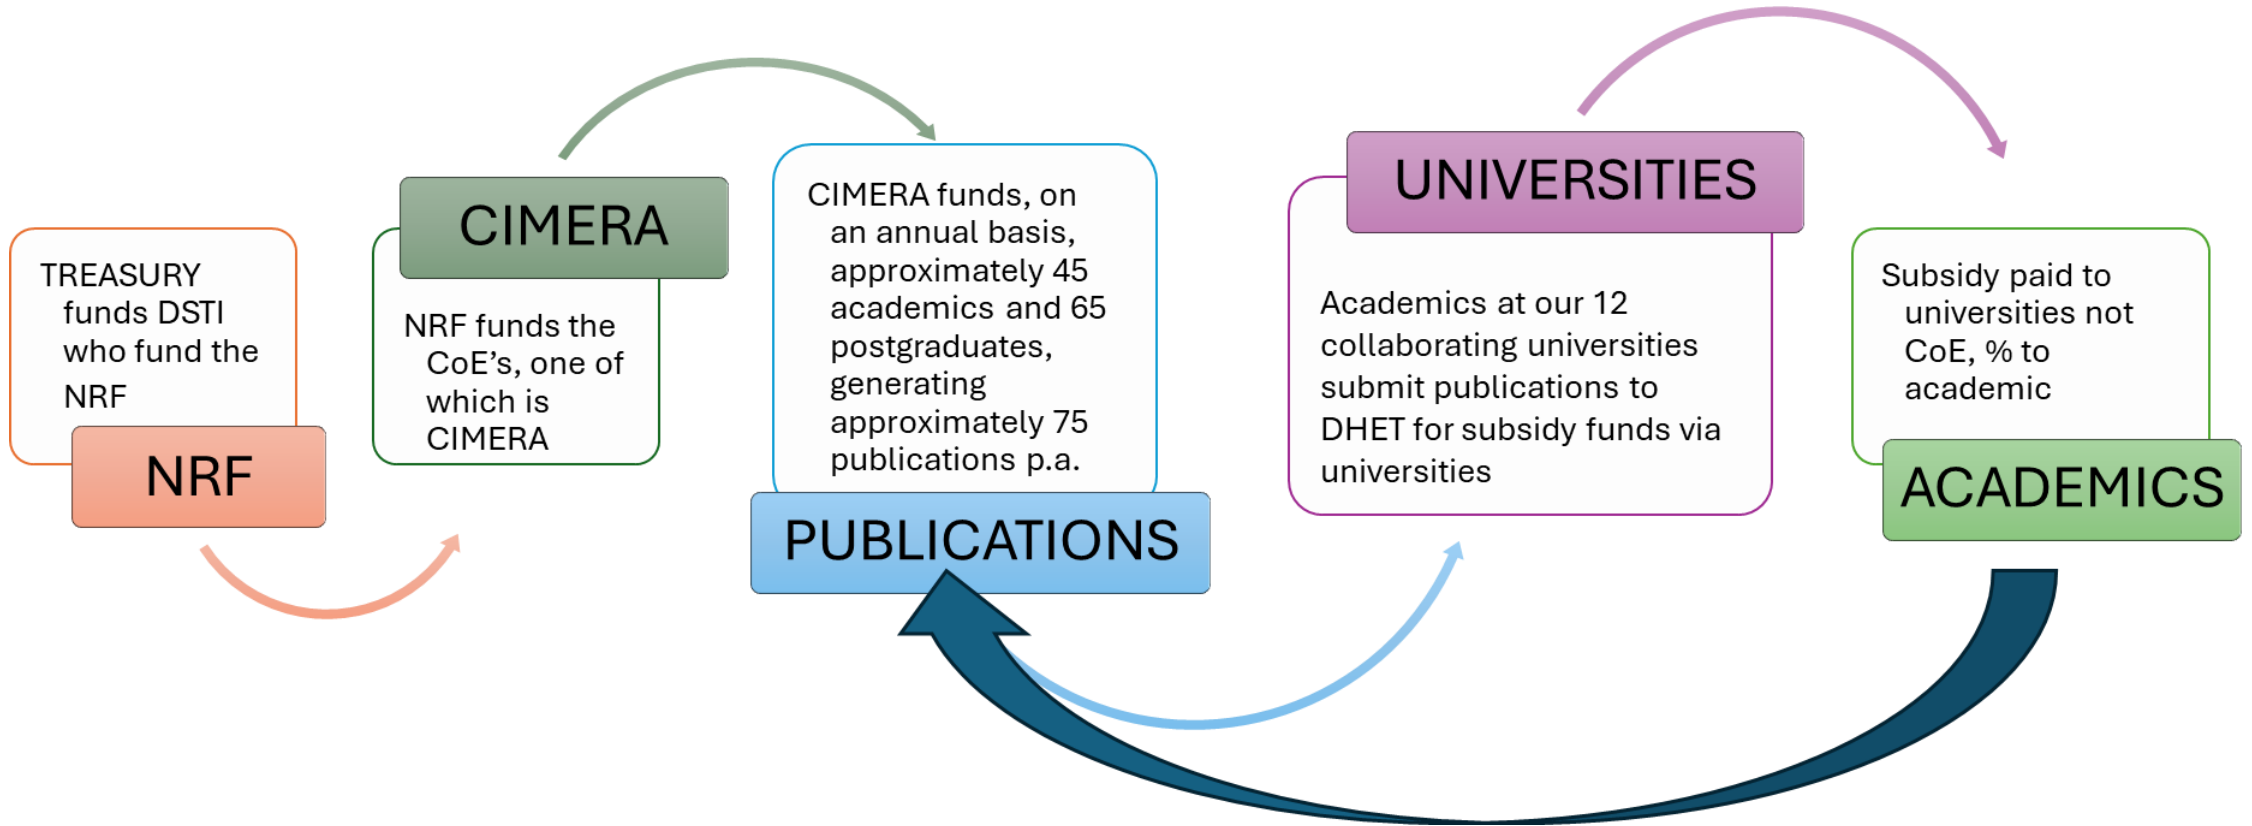 TREASURY
funds DSTI
who fund the
NRF
NRF
CIMERA
NRF funds the
CoE's, one of
which is
CIMERA
CIMERA funds, on
an annual basis,
approximately 45
academics and 65
postgraduates,
generating
approximately 75
publications p.a.
PUBLICATIONS
UNIVERSITIES
Academics at our 12
collaborating universities
submit publications to
DHET for subsidy funds via
universities
Subsidy paid to
universities not
CoE, % to
academic
ACADEMICS